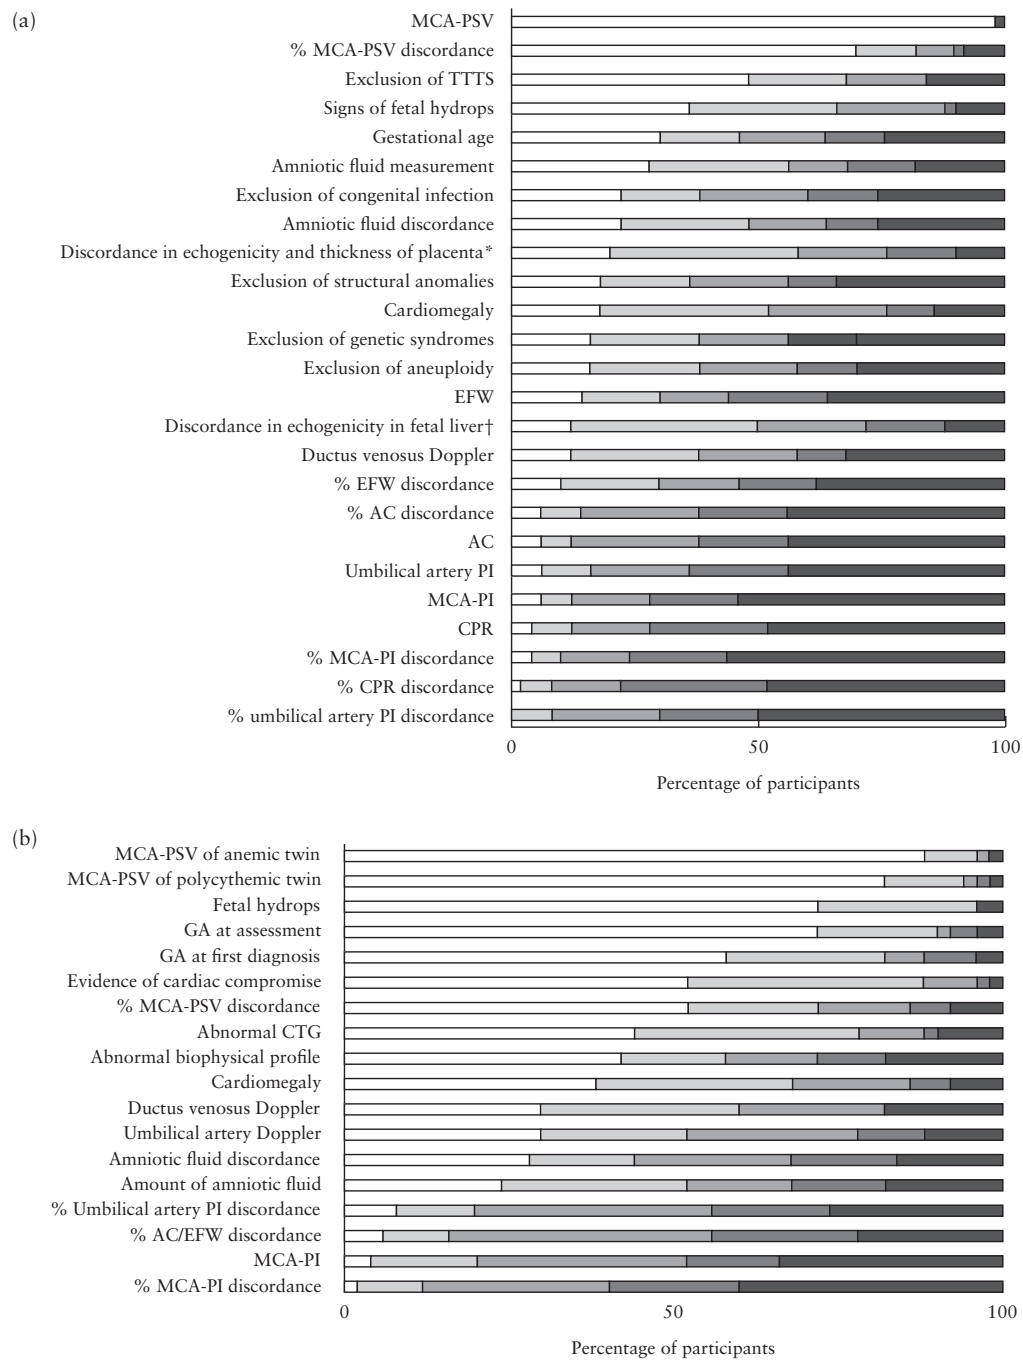 (a)
MCA-PSV
% MCA-PSV discordance
Exclusion of TTTS
Signs of fetal hydrops
Gestational age
Amniotic fluid measurement
Exclusion of congenital infection
Amniotic fluid discordance
Discordance in echogenicity and thickness of placenta*
Exclusion of structural anomalies
Cardiomegaly
Exclusion of genetic syndromes
Exclusion of aneuploidy
EFW
Discordance in echogenicity in fetal liver†
Ductus venosus Doppler
% EFW discordance
% AC discordance
AC
Umbilical artery PI
MCA-PI
CPR
% MCA-PI discordance
% CPR discordance
% umbilical artery PI discordance
0 50 100
Percentage of participants
(b)
MCA-PSV of anemic twin
MCA-PSV of polycythemic twin
Fetal hydrops
GA at assessment
GA at first diagnosis
Evidence of cardiac compromise
% MCA-PSV discordance
Abnormal CTG
Abnormal biophysical profile
Cardiomegaly
Ductus venosus Doppler
Umbilical artery Doppler
Amniotic fluid discordance
Amount of amniotic fluid
% Umbilical artery PI discordance
% AC/EFW discordance
MCA-PI
% MCA-PI discordance
0 50 100
Percentage of participants